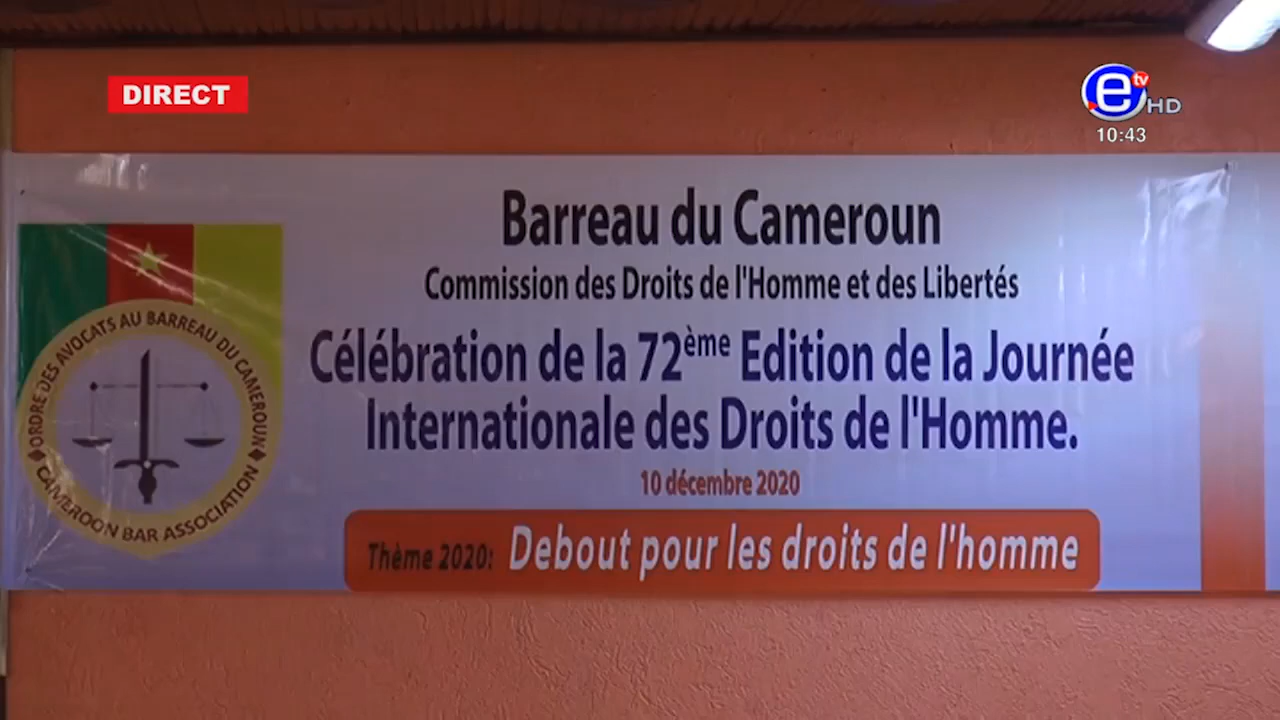 DIRECT
e tv HD
10:43
Barreau du Cameroun
Commission des Droits de l'Homme et des Libertés
Célébration de la 72ème Edition de la Journée
Internationale des Droits de l'Homme.
10 décembre 2020
Thème 2020: Debout pour les droits de l'homme
ORDRE DES AVOCATS AU BARREAU DU CAMEROUN
CAMEROON BAR ASSOCIATION